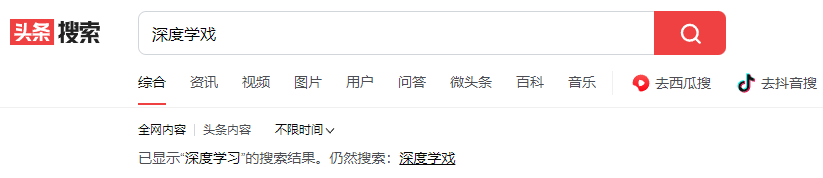 头条 搜索
深度学戏
综合 资讯 视频 图片 用户 问答 微头条 百科 音乐 去西瓜搜 去抖音搜
全网内容 头条内容 不限时间
已显示“深度学习”的搜索结果。仍然搜索：深度学戏